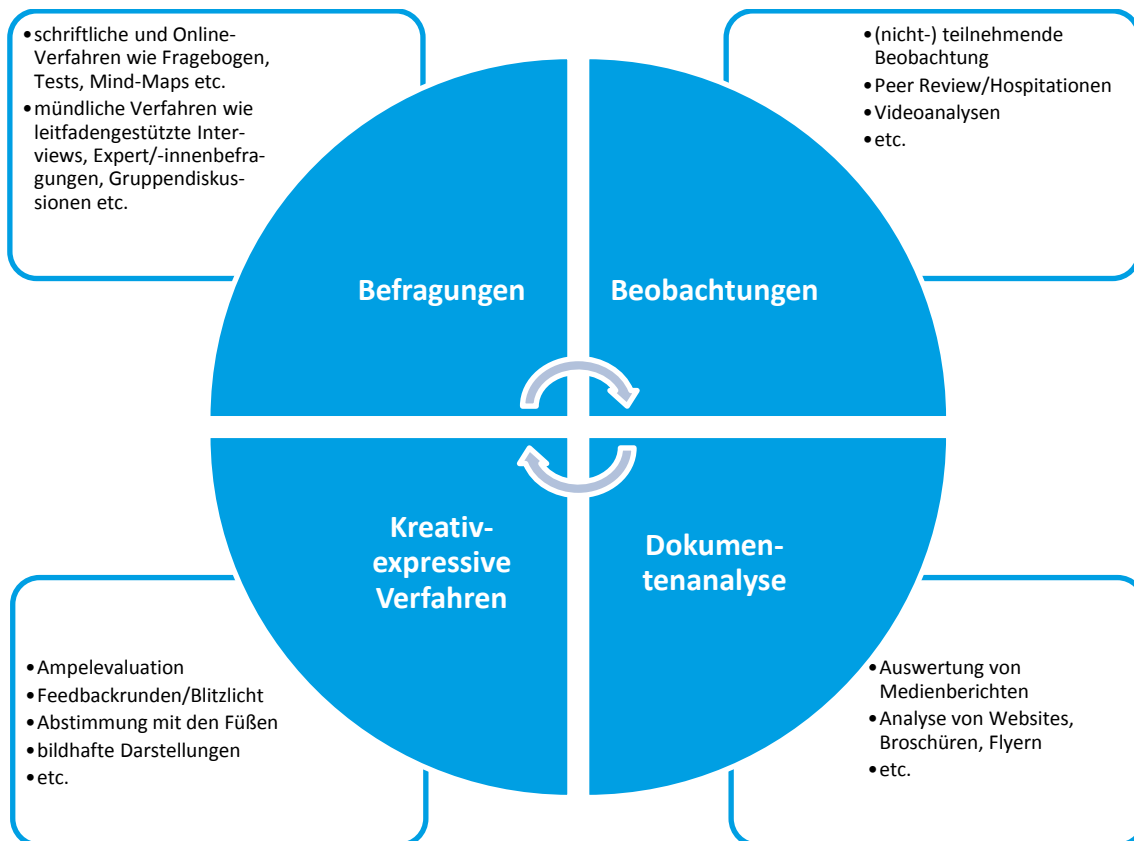 •schriftliche und Online-
Verfahren wie Fragebogen,
Tests, Mind-Maps etc.
•mündliche Verfahren wie
leitfadengestützte Inter-
views, Expert/-innenbefra-
gungen, Gruppendiskus-
sionen etc.
•(nicht-) teilnehmende
Beobachtung
•Peer Review/Hospitationen
•Videoanalysen
•etc.
Befragungen
Beobachtungen
Kreativ-
expressive
Verfahren
Dokumen-
tenanalyse
•Ampelevaluation
•Feedbackrunden/Blitzlicht
•Abstimmung mit den Füßen
•bildhafte Darstellungen
•etc.
•Auswertung von
Medienberichten
•Analyse von Websites,
Broschüren, Flyern
•etc.